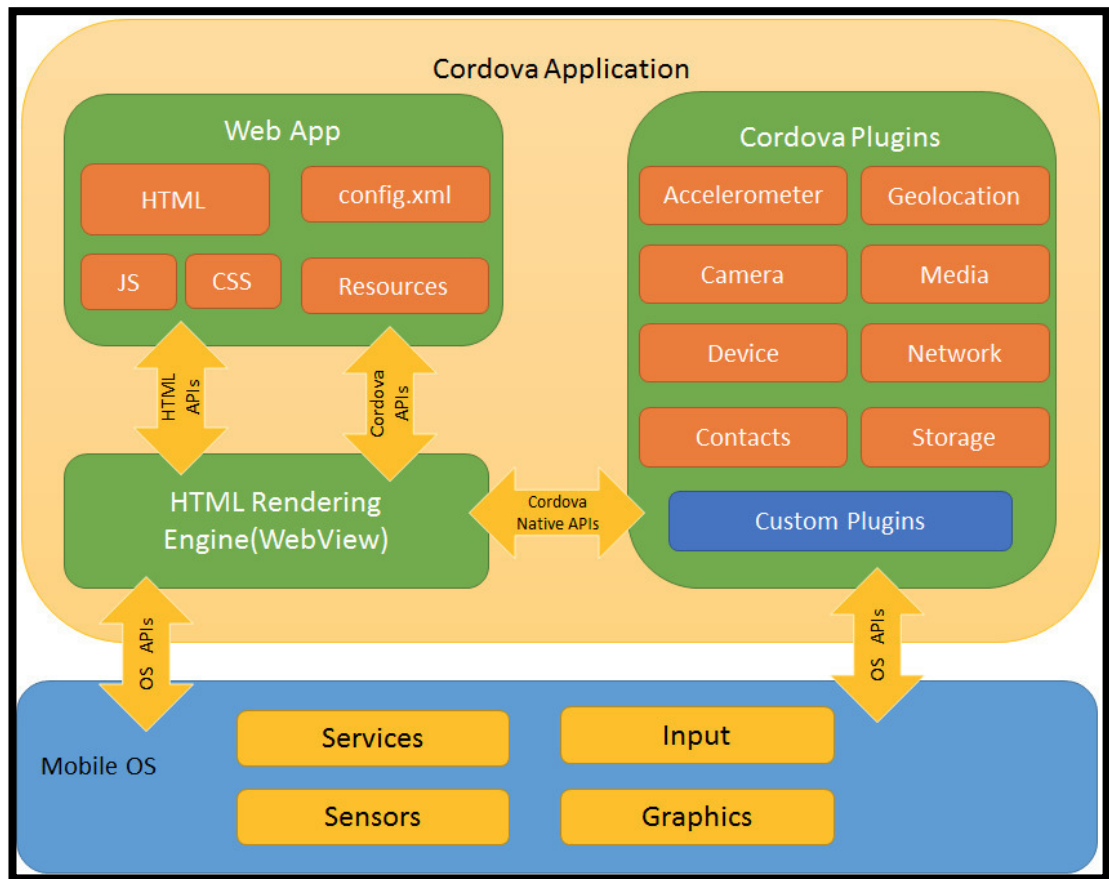 Cordova Application
Web App
HTML
config.xml
JS
CSS
Resources
HTML
APIs
Cordova
APIs
HTML Rendering
Engine(WebView)
Cordova
Native APIs
Cordova Plugins
Accelerometer
Geolocation
Camera
Media
Device
Network
Contacts
Storage
Custom Plugins
OS APIs
OS APIs
Mobile OS
Services
Input
Sensors
Graphics